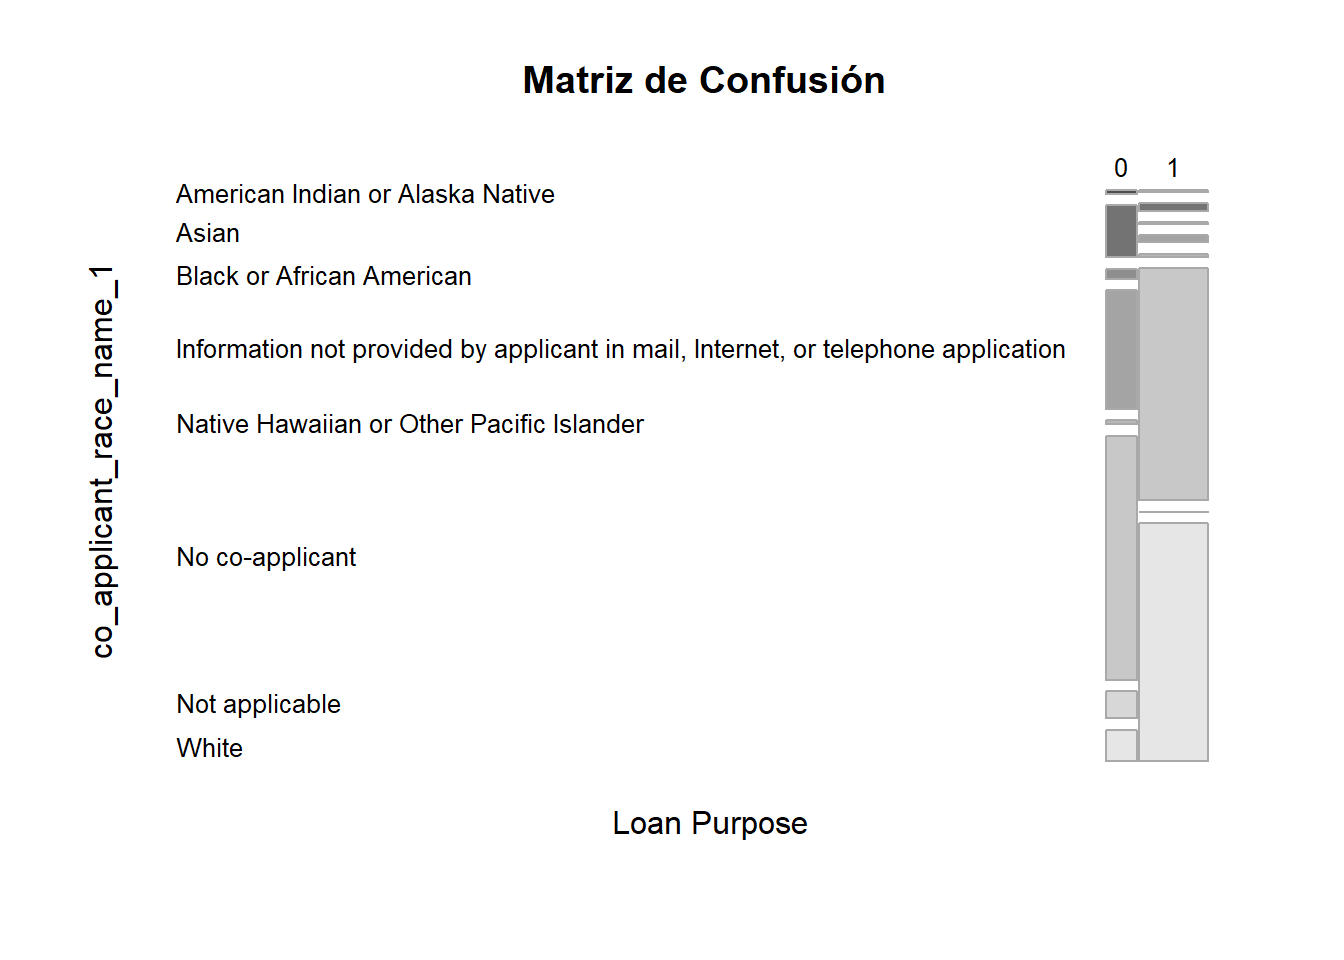 Matriz de Confusión
0 1
American Indian or Alaska Native
Asian
Black or African American
Information not provided by applicant in mail, Internet, or telephone application
Native Hawaiian or Other Pacific Islander
No co-applicant
Not applicable
White
co_applicant_race_name_1
Loan Purpose